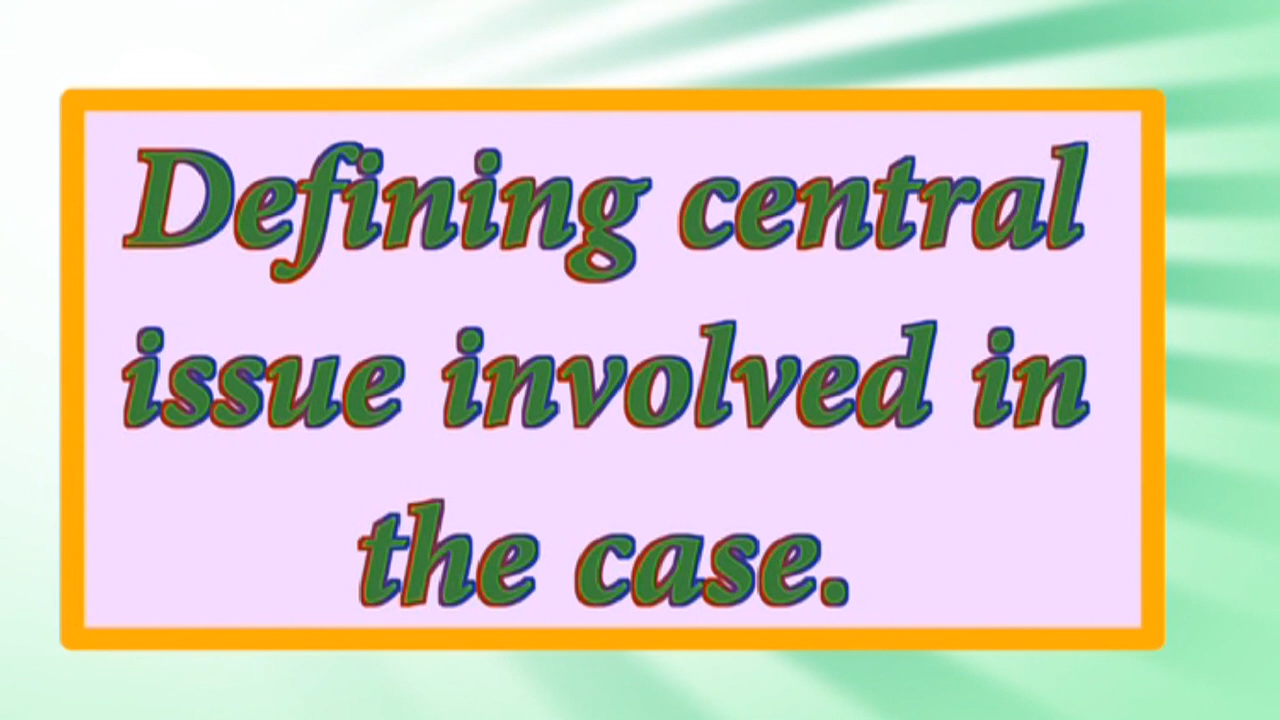 Defining central
issue involved in
the case.